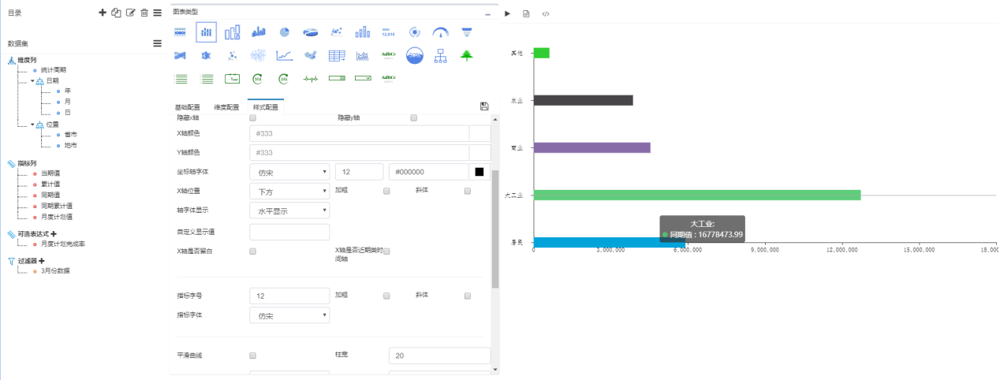 目录
数据集
维度列
统计周期
日期
年
月
日
位置
省市
地市
指标列
当期值
累计值
同期值
同期累计值
月度计划值
可选表达式
月度计划完成率
过滤器
3月份数据
图表类型
12,816
AaBbCc
50%
Year
30d
24h
AaBbCc
基础配置 维度配置 样式配置
隐藏x轴 隐藏y轴
X轴颜色 #333
Y轴颜色 #333
坐标轴字体 仿宋 12 #000000
X轴位置 下方 加粗 斜体
轴字体显示 水平显示
自定义显示值
X轴是否留白 X轴是否近期类时
间轴
指标字号 12 加粗 斜体
指标字体 仿宋
平滑曲线 柱宽 20
其他
农业
商业
大工业
居民
大工业:
同期值 : 16778473.99
0 3,000,000 6,000,000 9,000,000 12,000,000 15,000,000 18,000